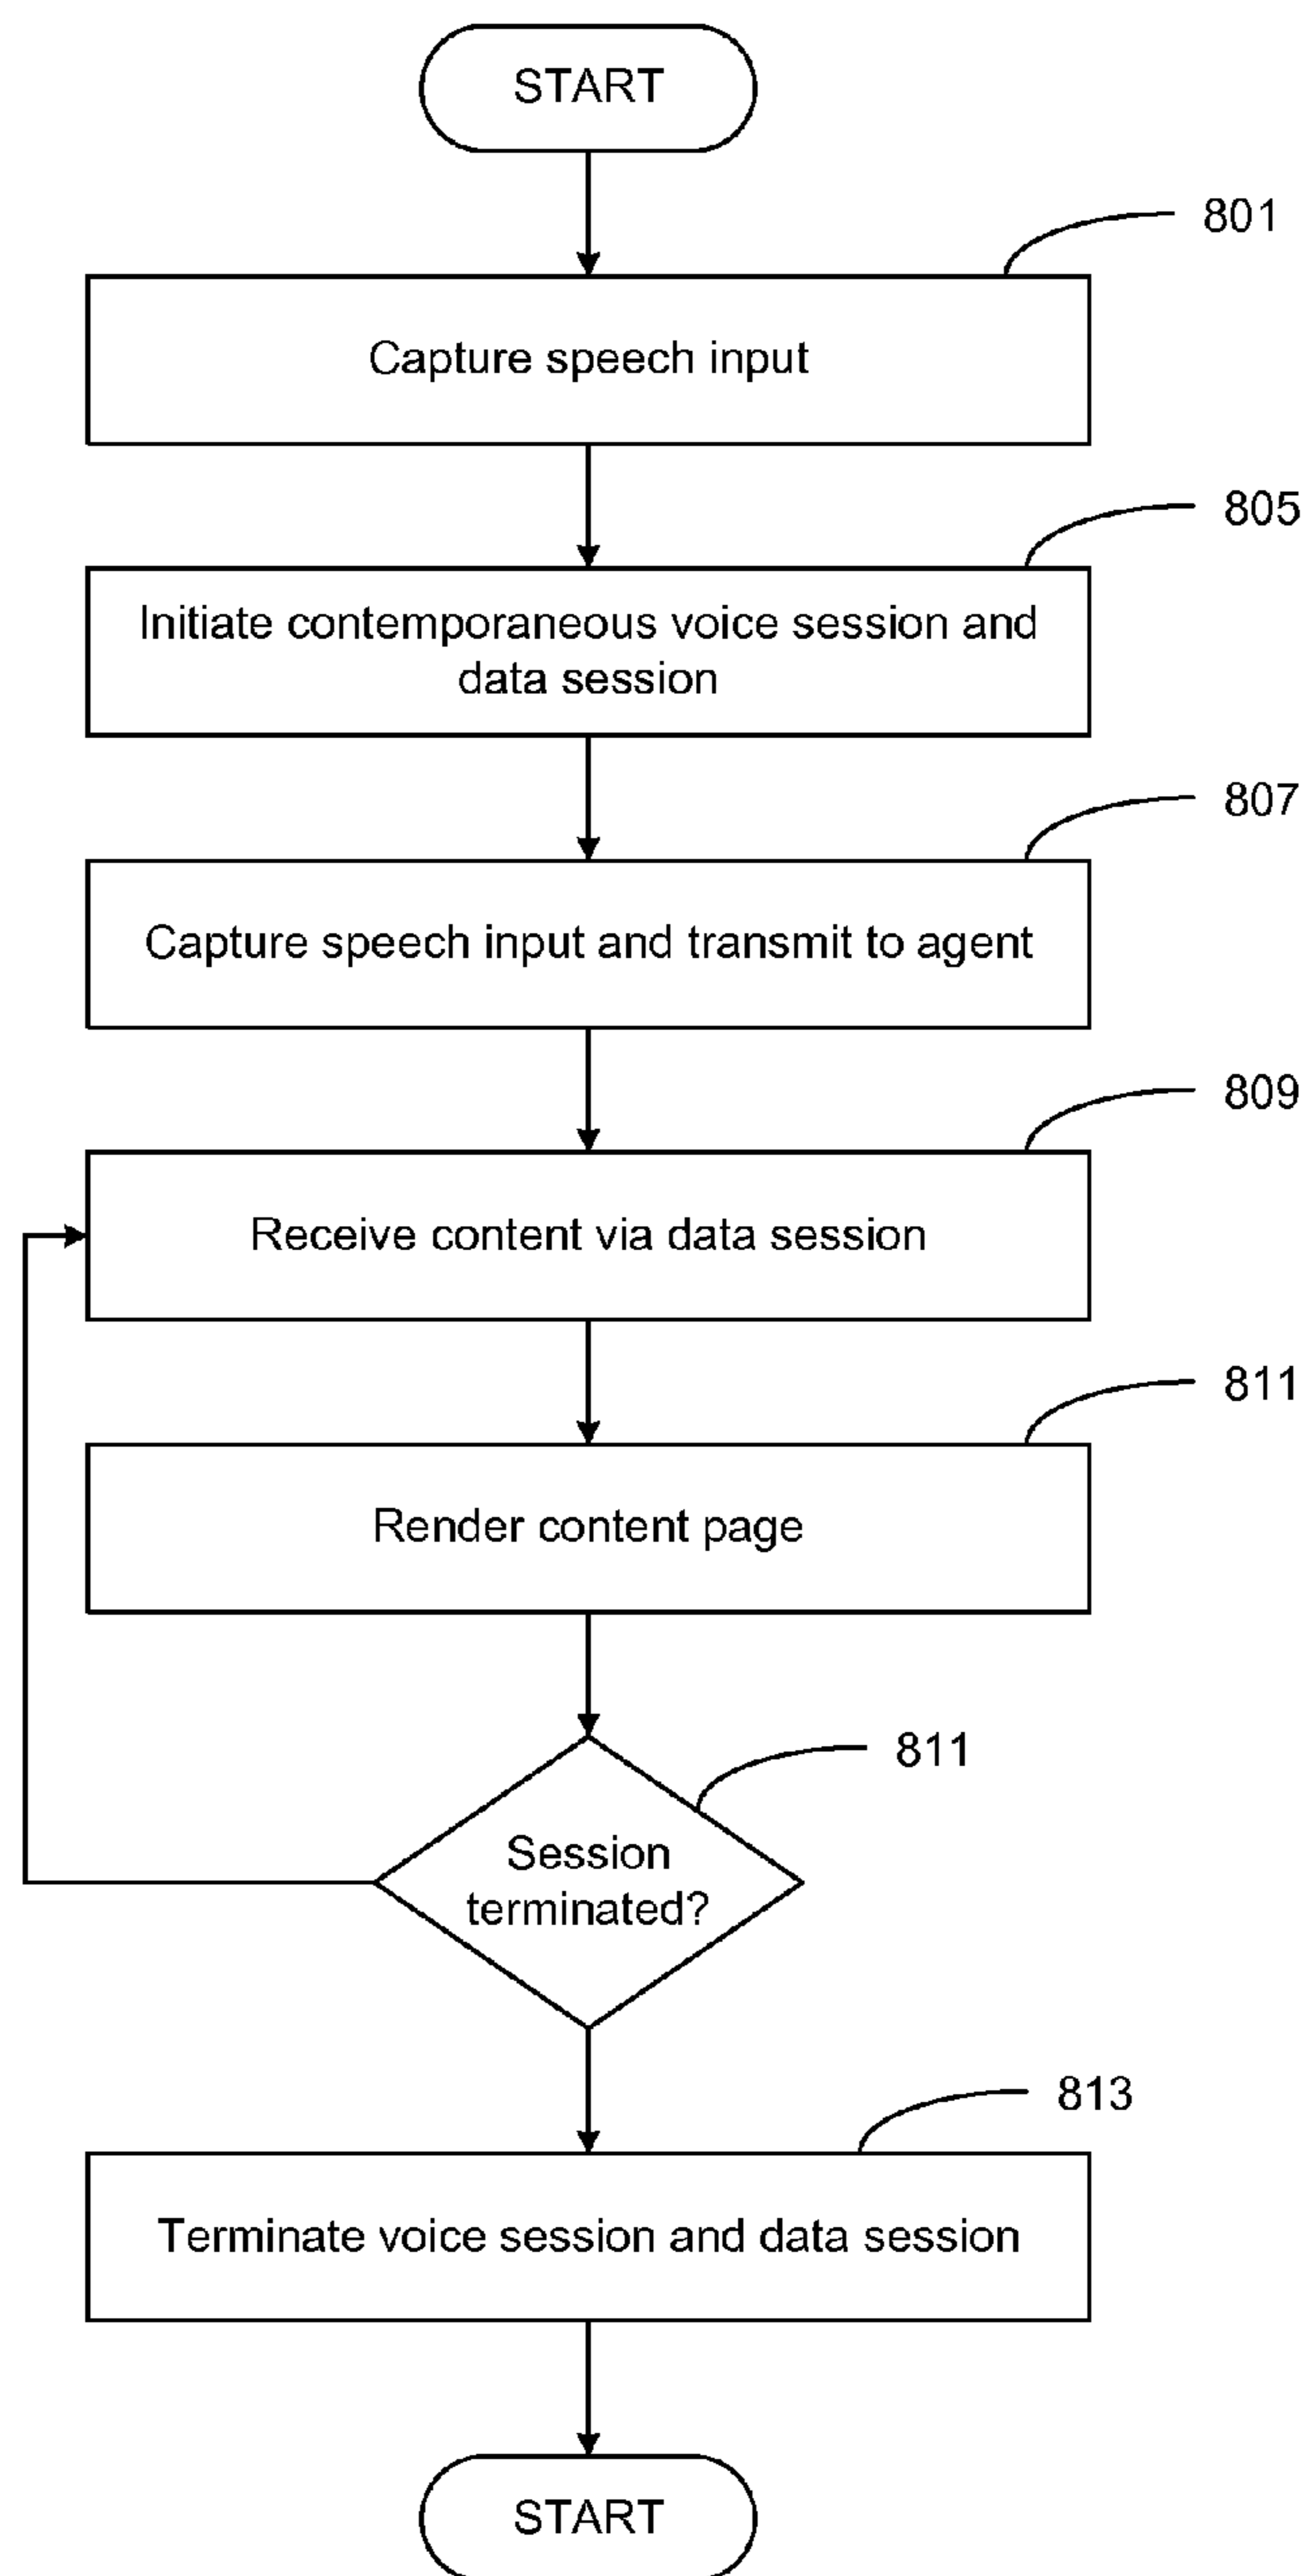 START
801
Capture speech input
805
Initiate contemporaneous voice session and
data session
807
Capture speech input and transmit to agent
809
Receive content via data session
811
Render content page
811
Session
terminated?
813
Terminate voice session and data session
START